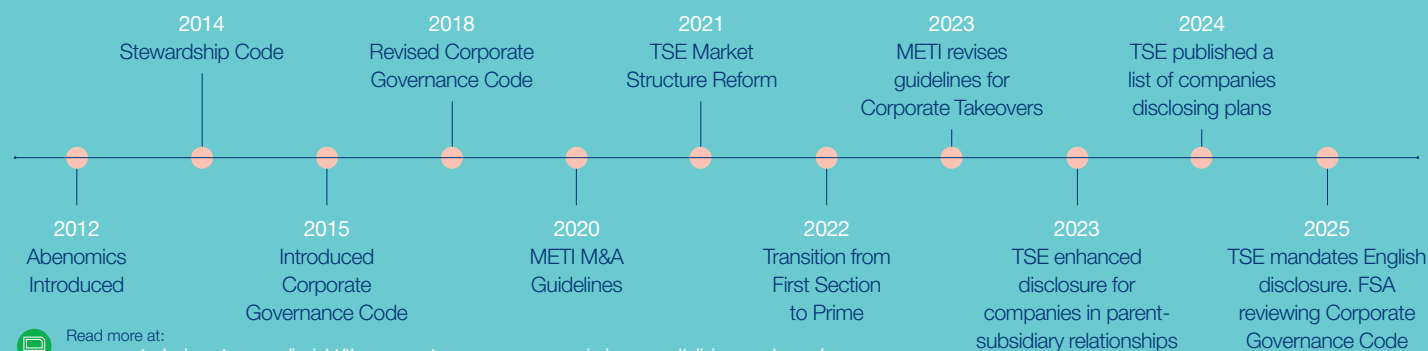 2012
Abenomics
Introduced
2014
Stewardship Code
2015
Introduced
Corporate
Governance Code
2018
Revised Corporate
Governance Code
2020
METI M&A
Guidelines
2021
TSE Market
Structure Reform
2022
Transition from
First Section
to Prime
2023
METI revises
guidelines for
Corporate Takeovers
2023
TSE enhanced
disclosure for
companies in parent-
subsidiary relationships
2024
TSE published a
list of companies
disclosing plans
2025
TSE mandates English
disclosure. FSA
reviewing Corporate
Governance Code
Read more at: